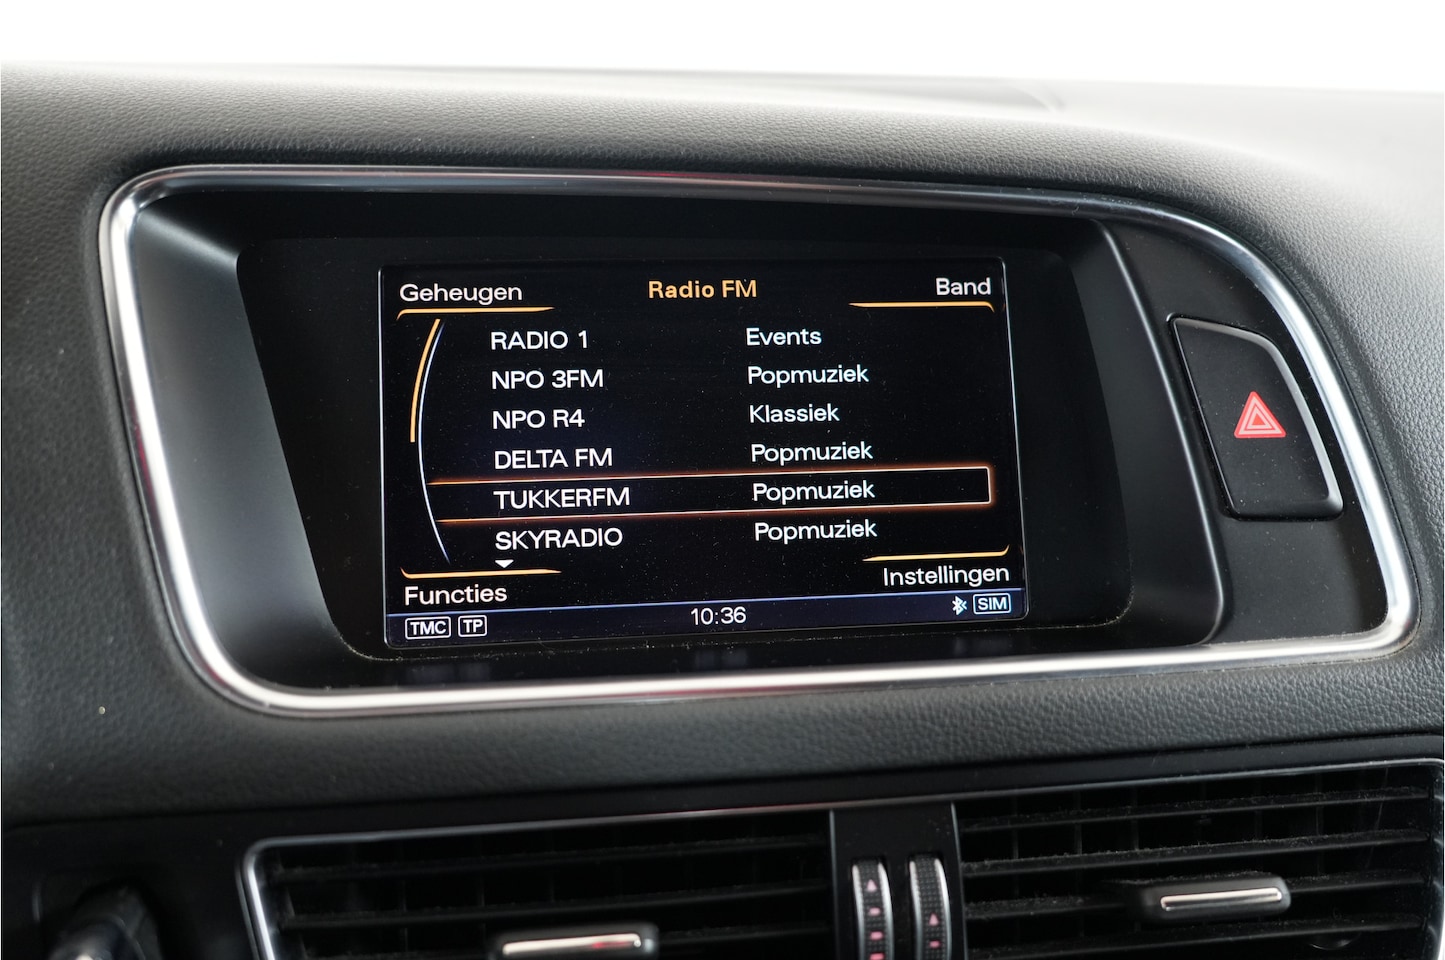 Geheugen Radio FM Band
RADIO 1 Events
NPO 3FM Popmuziek
NPO R4 Klassiek
DELTA FM Popmuziek
TUKKERFM Popmuziek
SKYRADIO Popmuziek
Functies Instellingen
TMC TP 10:36 SIM